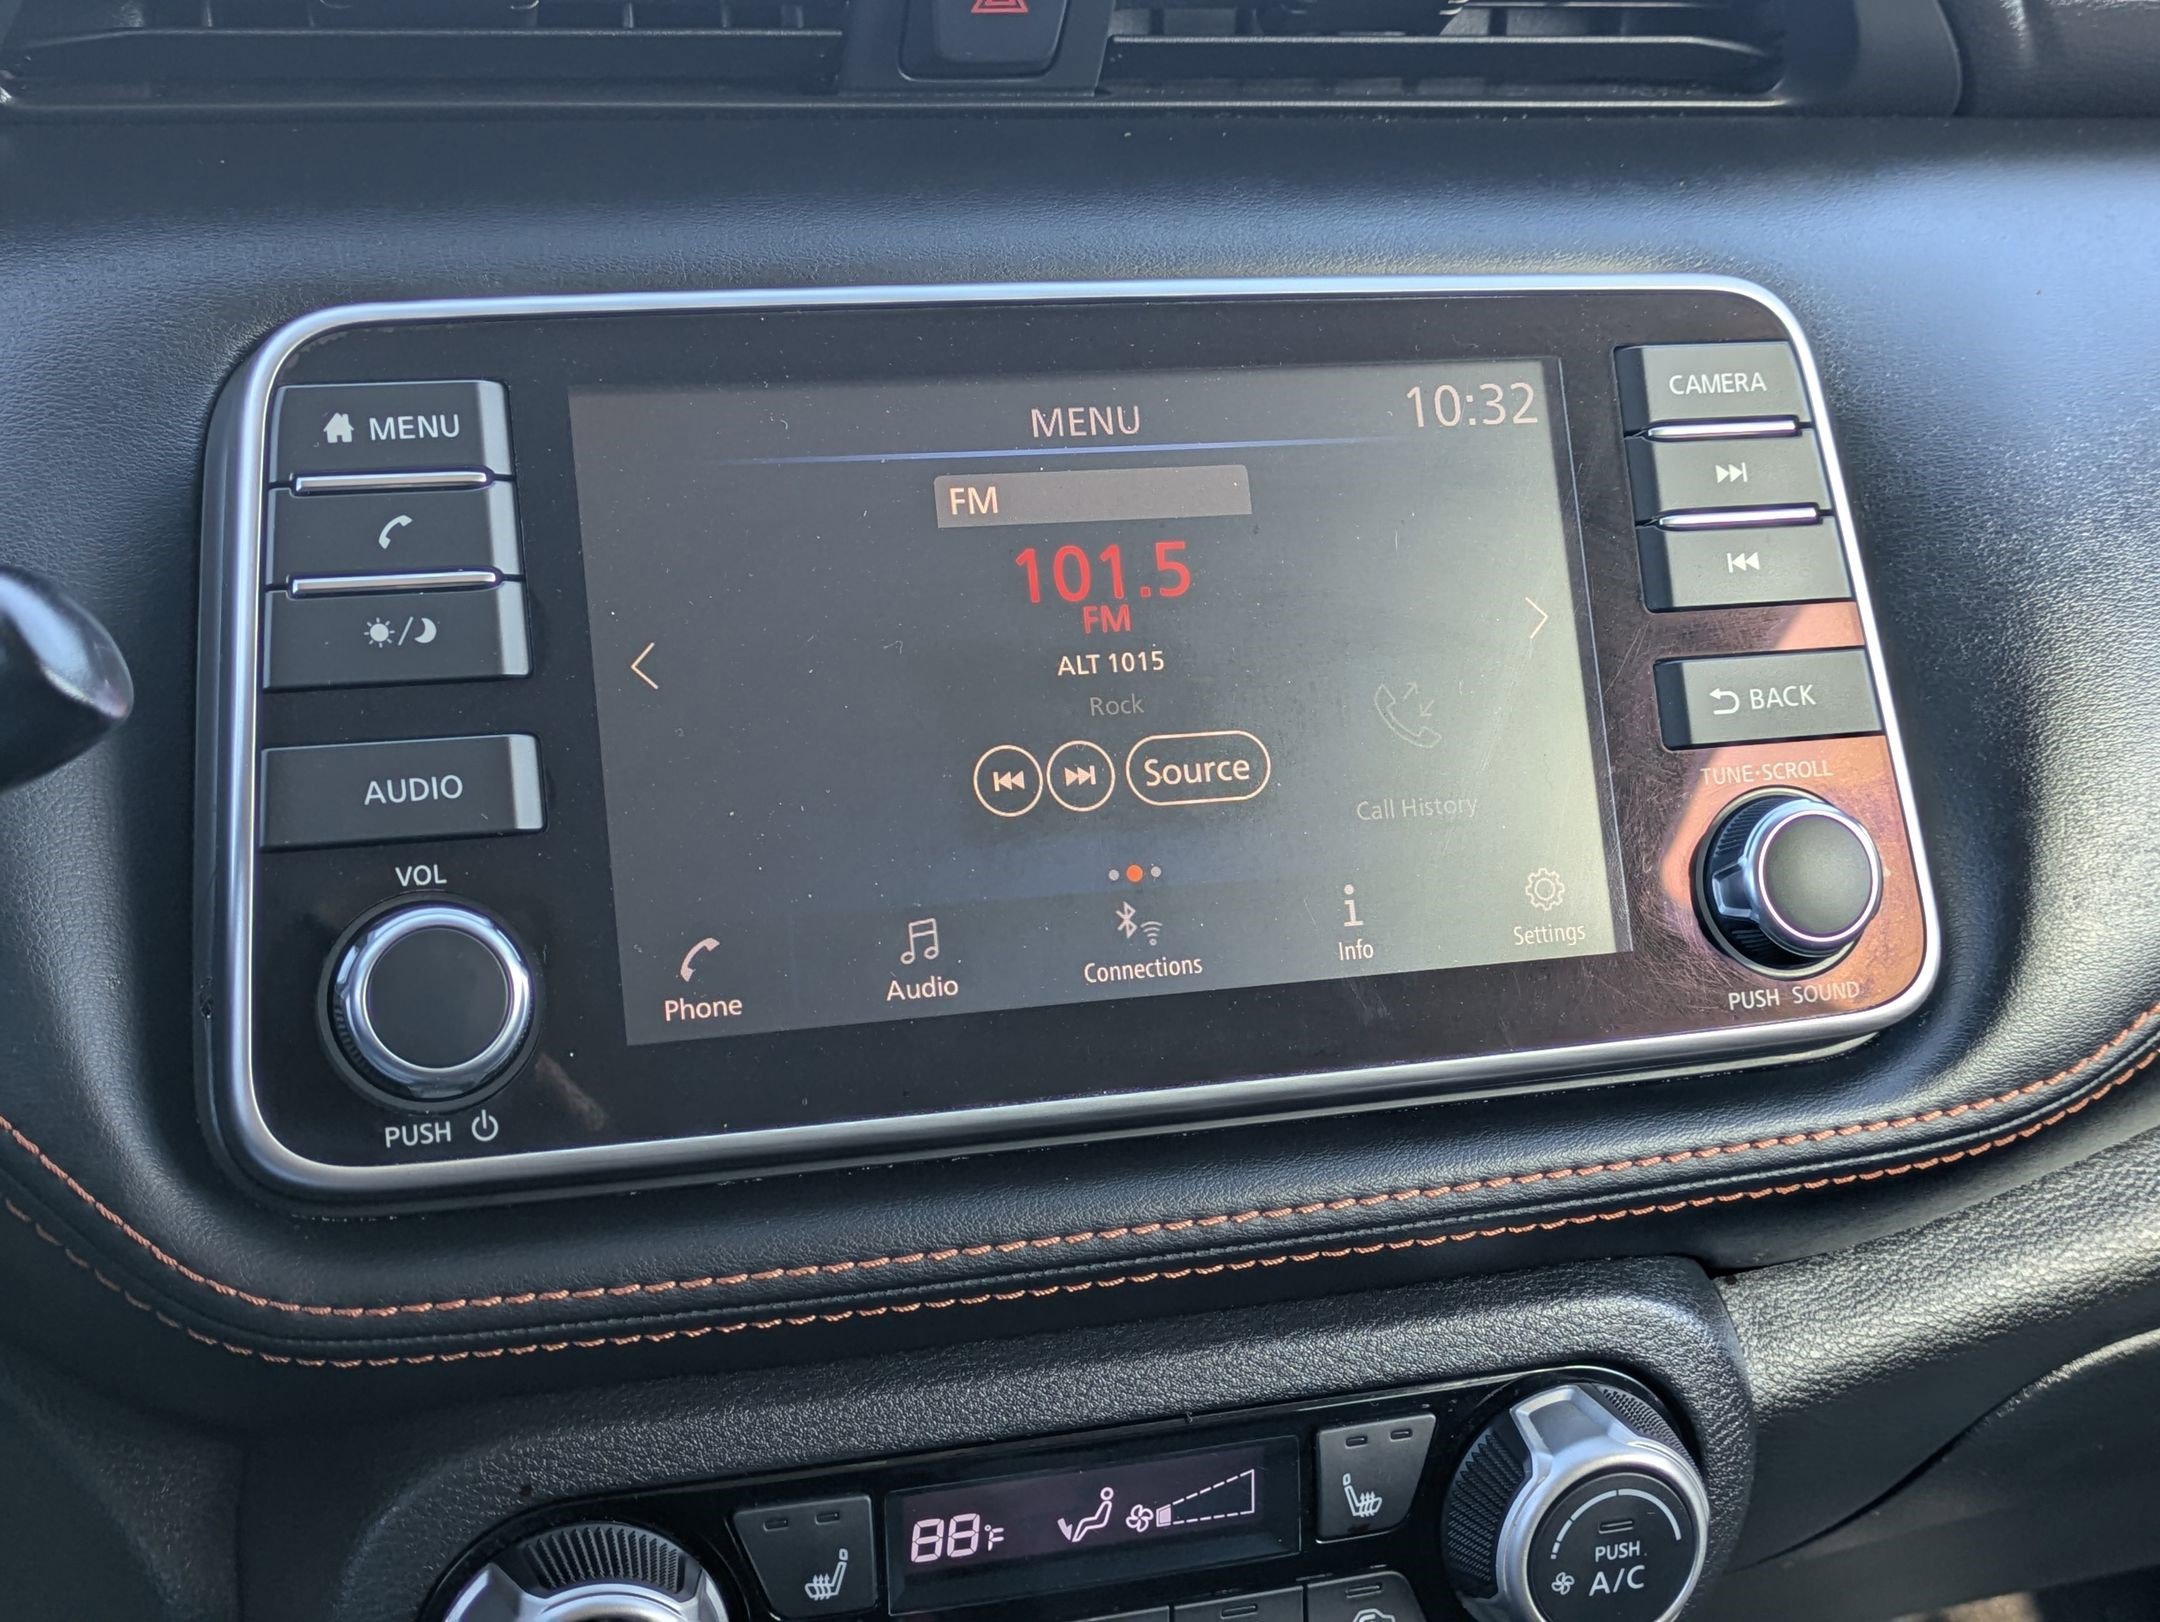 MENU
AUDIO
VOL
PUSH
MENU
10:32
FM
101.5
FM
ALT 1015
Rock
Source
Call History
Phone
Audio
Connections
Info
Settings
CAMERA
BACK
TUNE·SCROLL
PUSH SOUND
88°F
PUSH
A/C